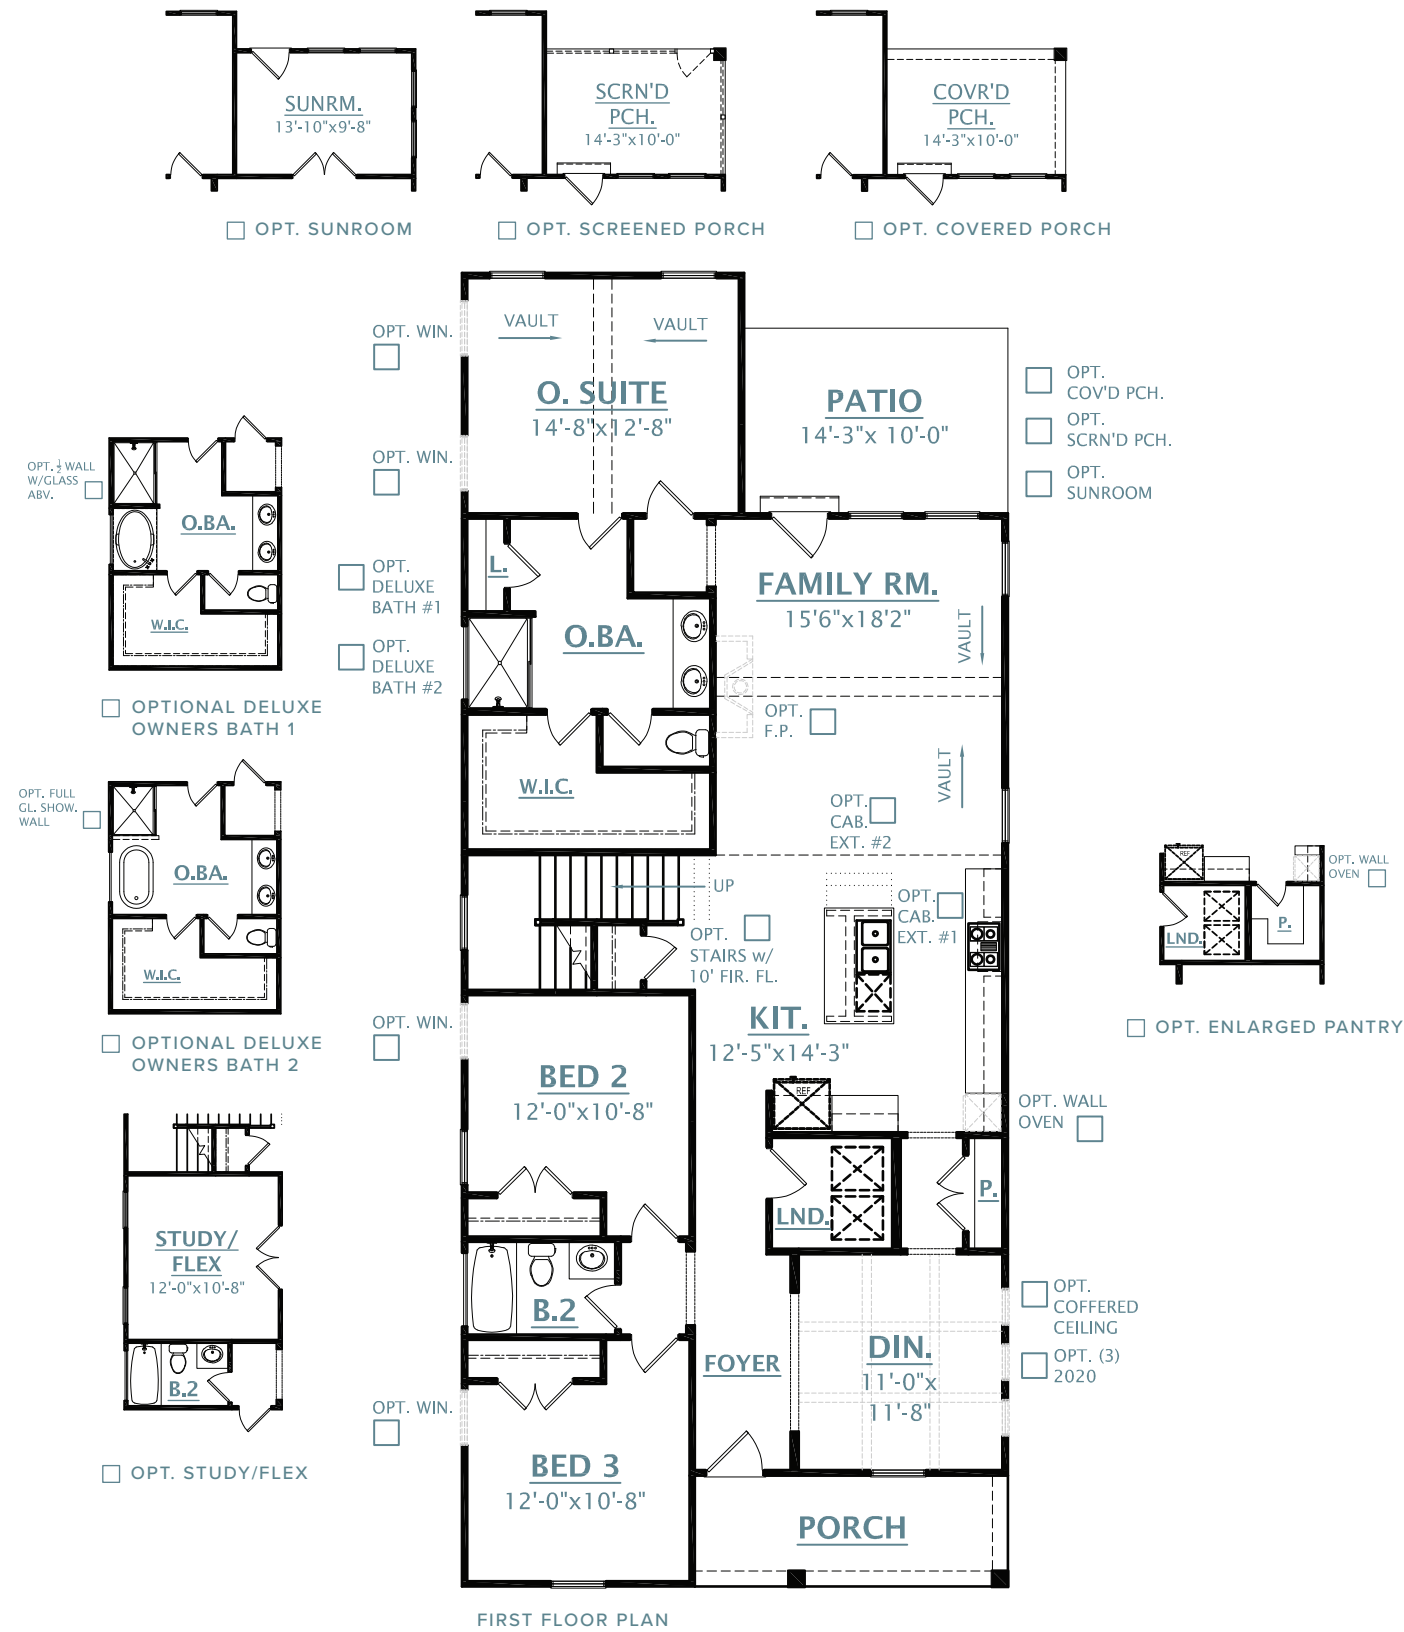 SUNRM.
13'-10"x9'-8"
SCRN'D
PCH.
14'-3"x10'-0"
COVR'D
PCH.
14'-3"x10'-0"
OPT. SUNROOM
OPT. SCREENED PORCH
OPT. COVERED PORCH
OPT. WIN.
VAULT
VAULT
O. SUITE
14'-8"x12'-8"
OPT. WIN.
PATIO
14'-3"x 10'-0"
OPT.
COV'D PCH.
OPT.
SCRN'D PCH.
OPT.
SUNROOM
OPT. ½ WALL
W/GLASS
ABV.
O.BA.
W.I.C.
OPTIONAL DELUXE
OWNERS BATH 1
OPT.
DELUXE
BATH #1
OPT.
DELUXE
BATH #2
L.
O.BA.
W.I.C.
FAMILY RM.
15'6"x18'2"
VAULT
OPT.
F.P.
VAULT
OPT.
CAB.
EXT. #2
OPT. FULL
GL. SHOW.
WALL
O.BA.
W.I.C.
OPTIONAL DELUXE
OWNERS BATH 2
UP
OPT.
STAIRS w/
10' FIR. FL.
OPT.
CAB.
EXT. #1
KIT.
12'-5"x14'-3"
REF
OPT. WALL
OVEN
REF
OPT. WALL
OVEN
LND.
P.
OPT. ENLARGED PANTRY
OPT. WIN.
BED 2
12'-0"x10'-8"
LND.
P.
STUDY/
FLEX
12'-0"x10'-8"
B.2
OPT. STUDY/FLEX
B.2
FOYER
DIN.
11'-0"x
11'-8"
OPT.
COFFERED
CEILING
OPT. (3)
2020
OPT. WIN.
BED 3
12'-0"x10'-8"
PORCH
FIRST FLOOR PLAN